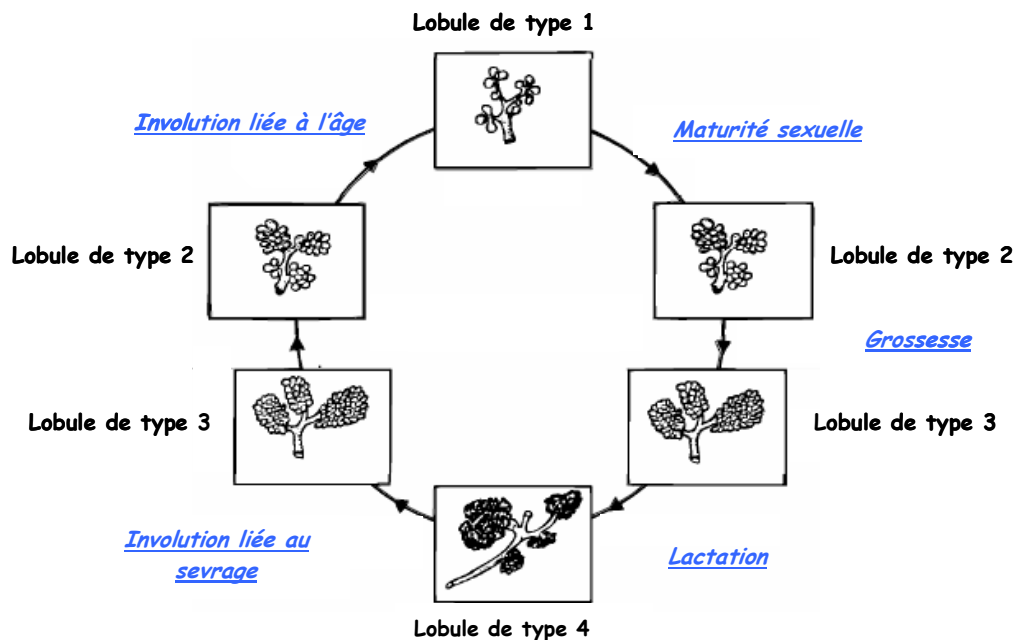 Lobule de type 1
Involution liée à l'âge
Maturité sexuelle
Lobule de type 2
Lobule de type 2
Grossesse
Lobule de type 3
Lobule de type 3
Involution liée au
sevrage
Lactation
Lobule de type 4